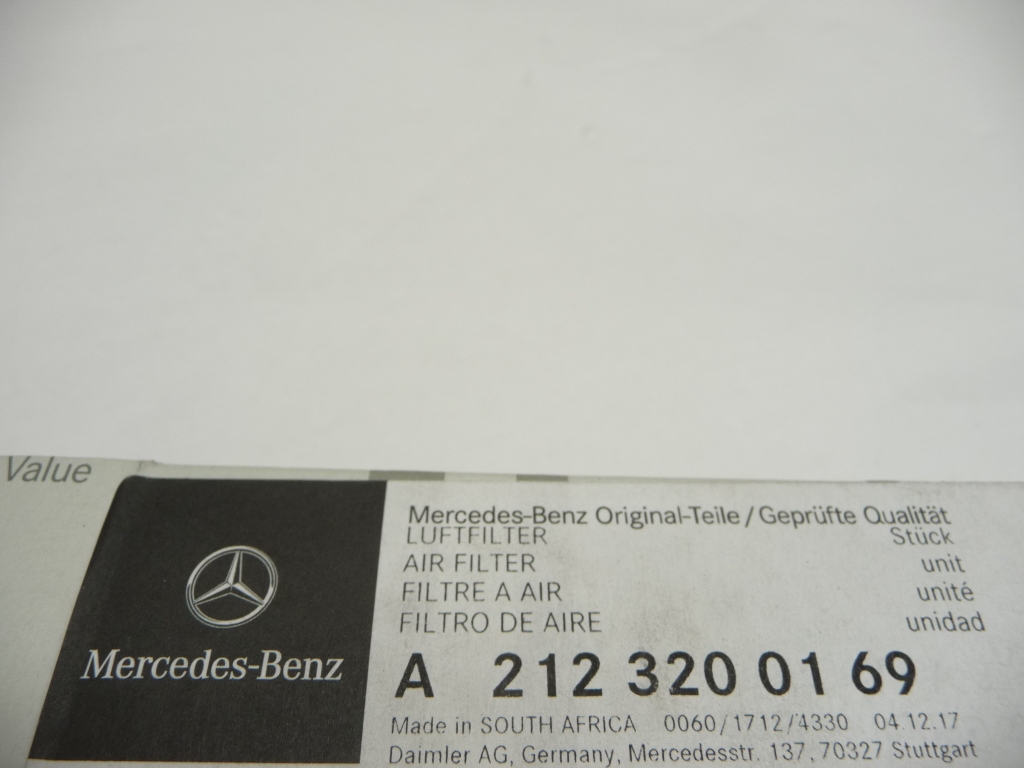 Value
Mercedes-Benz Original-Teile/Geprüfte Qualität
LUFTFILTER Stück
AIR FILTER unit
FILTRE A AIR unité
FILTRO DE AIRE unidad
Mercedes-Benz
A 212 320 01 69
Made in SOUTH AFRICA 0060/1712/4330 04.12.17
Daimler AG, Germany, Mercedesstr. 137, 70327 Stuttgart